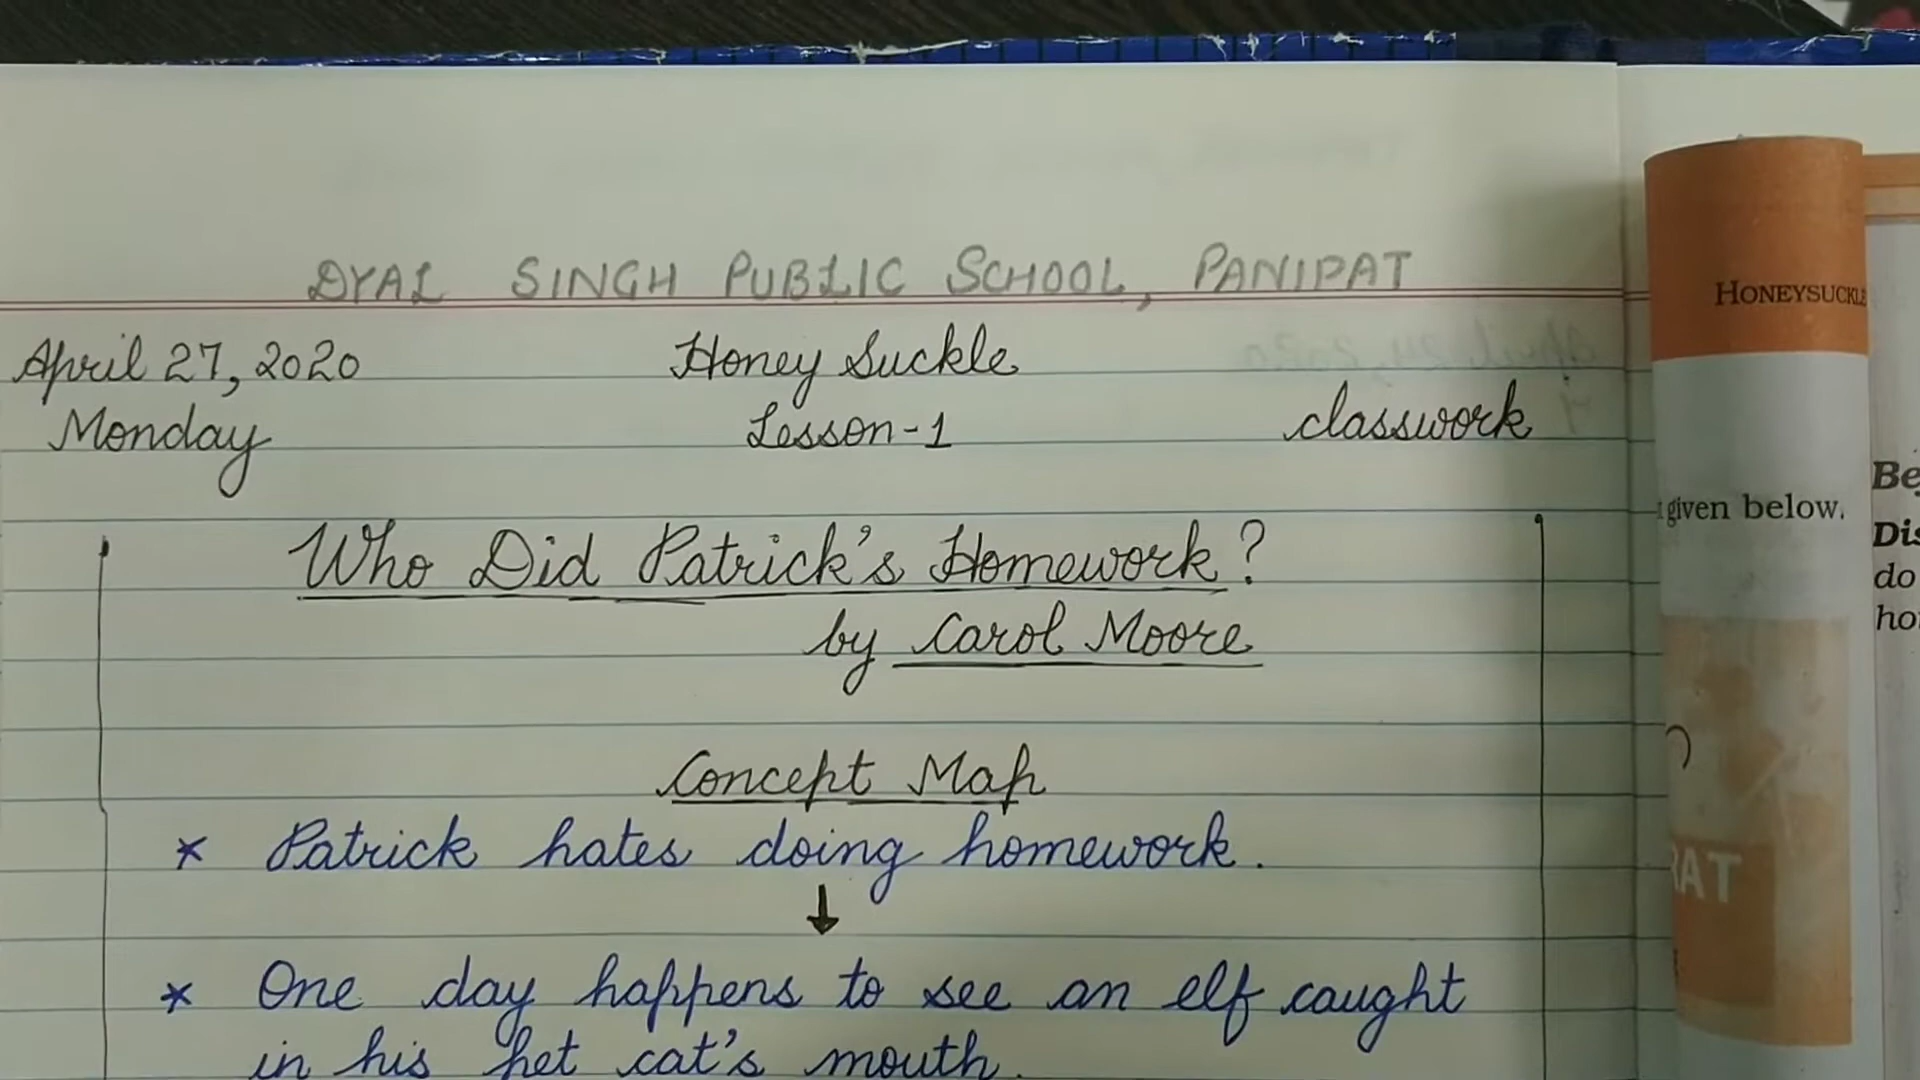 DYAL SINGH PUBLIC SCHOOL, PANIPAT
April 27, 2020 Honey Suckle
Monday Lesson-1 classwork
Who Did Patrick's Homework?
by Carol Moore
Concept Map
* Patrick hates doing homework.
↓
* One day happens to see an elf caught
in his pet cat's mouth.
HONEYSUCKLE
given below.
do